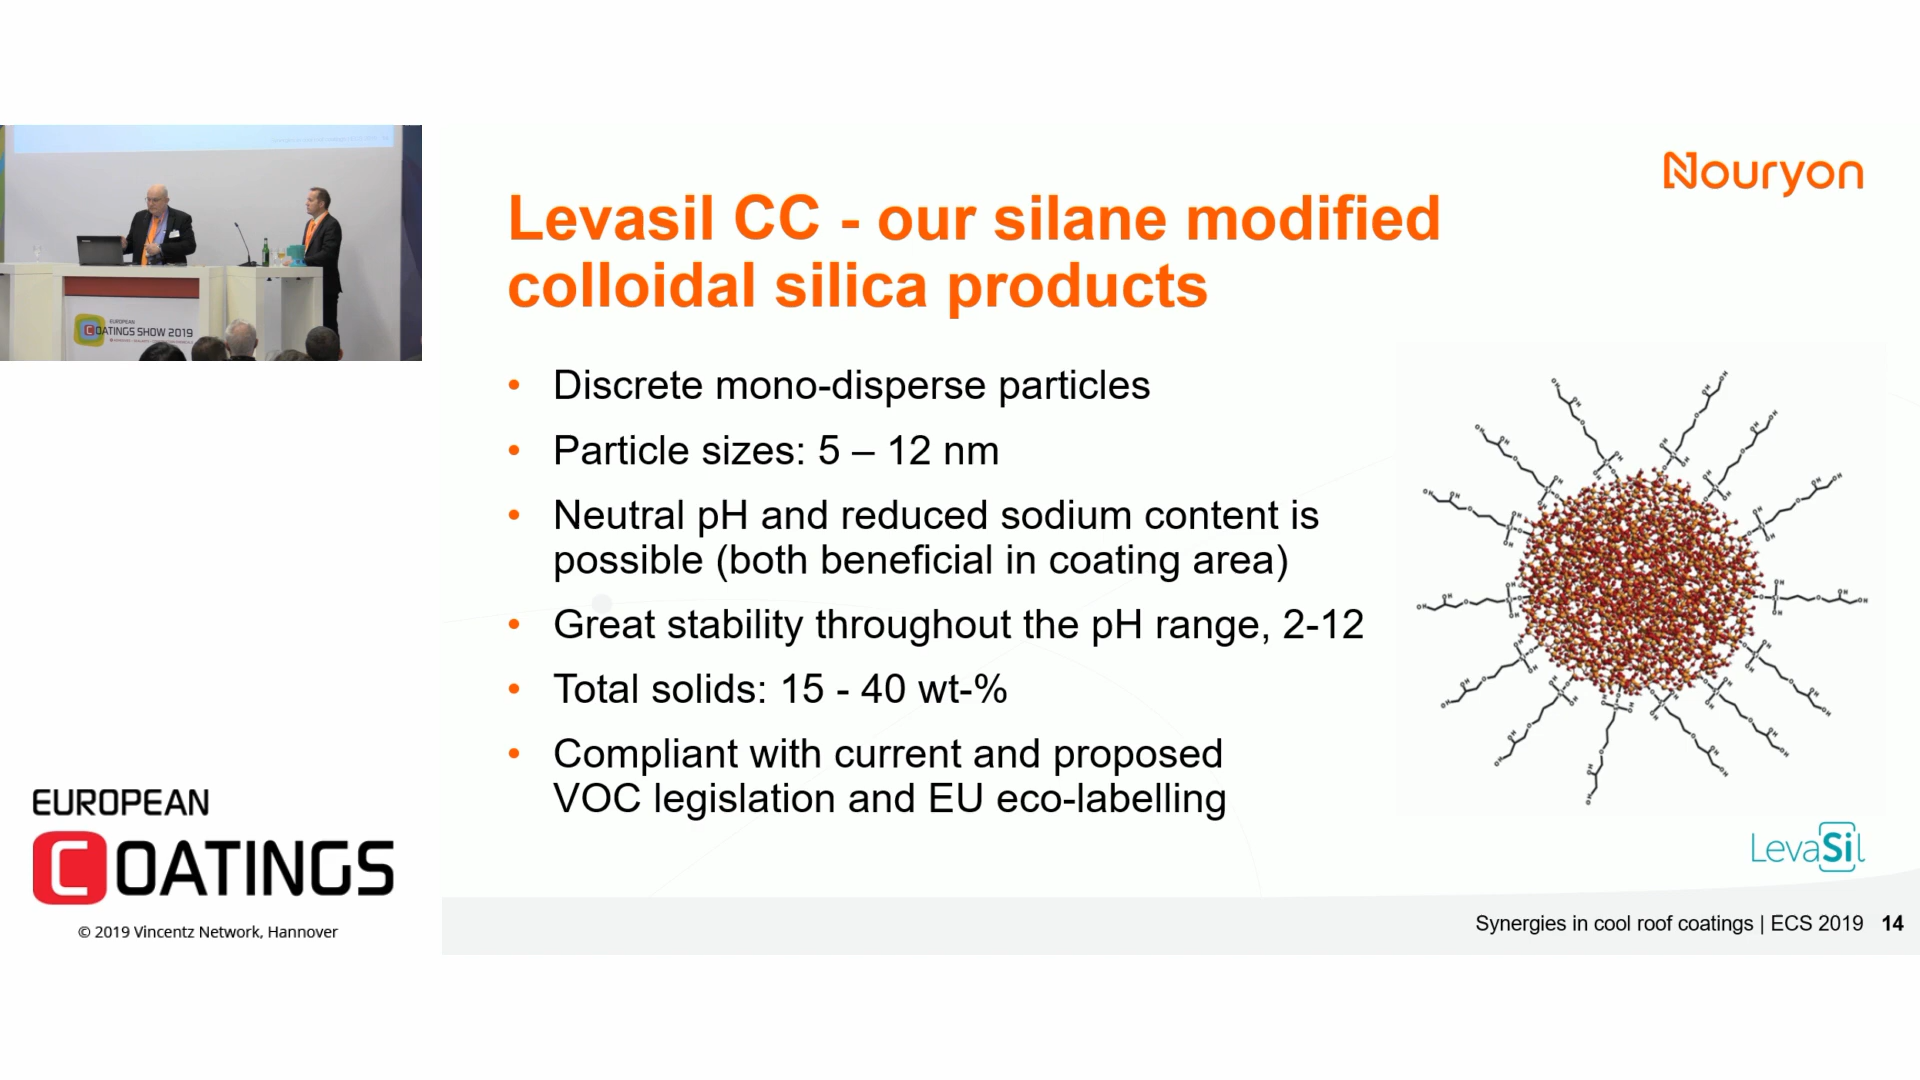 Nouryon
Levasil CC - our silane modified
colloidal silica products
• Discrete mono-disperse particles
• Particle sizes: 5 – 12 nm
• Neutral pH and reduced sodium content is
possible (both beneficial in coating area)
• Great stability throughout the pH range, 2-12
• Total solids: 15 - 40 wt-%
• Compliant with current and proposed
VOC legislation and EU eco-labelling
LevaSil
Synergies in cool roof coatings | ECS 2019 14
EUROPEAN
COATINGS SHOW 2019
EUROPEAN
COATINGS
© 2019 Vincentz Network, Hannover